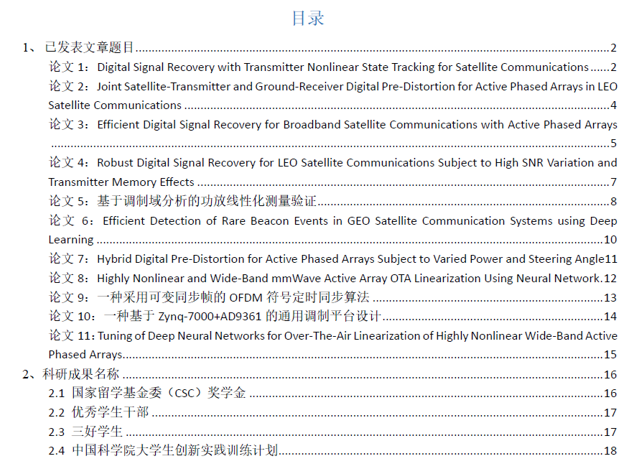 目录
1、 已发表文章题目........................................................................................................2
论文 1：Digital Signal Recovery with Transmitter Nonlinear State Tracking for Satellite Communications ......2
论文 2：Joint Satellite-Transmitter and Ground-Receiver Digital Pre-Distortion for Active Phased Arrays in LEO
Satellite Communications ........................................................................................................4
论文 3：Efficient Digital Signal Recovery for Broadband Satellite Communications with Active Phased Arrays
........................................................................................................5
论文 4：Robust Digital Signal Recovery for LEO Satellite Communications Subject to High SNR Variation and
Transmitter Memory Effects ........................................................................................................7
论文 5：基于调制域分析的功放线性化测量验证........................................................................8
论文 6：Efficient Detection of Rare Beacon Events in GEO Satellite Communication Systems using Deep
Learning ........................................................................................................10
论文 7：Hybrid Digital Pre-Distortion for Active Phased Arrays Subject to Varied Power and Steering Angle11
论文 8：Highly Nonlinear and Wide-Band mmWave Active Array OTA Linearization Using Neural Network.12
论文 9：一种采用可变同步帧的 OFDM 符号定时同步算法 ........................................................13
论文 10：一种基于 Zynq-7000+AD9361 的通用调制平台设计........................................................14
论文 11：Tuning of Deep Neural Networks for Over-The-Air Linearization of Highly Nonlinear Wide-Band Active
Phased Arrays........................................................................................................15
2、科研成果名称 ........................................................................................................16
2.1 国家留学基金委（CSC）奖学金 ........................................................................................16
2.2 优秀学生干部 ........................................................................................................17
2.3 三好学生 ........................................................................................................17
2.4 中国科学院大学生创新实践训练计划........................................................................18